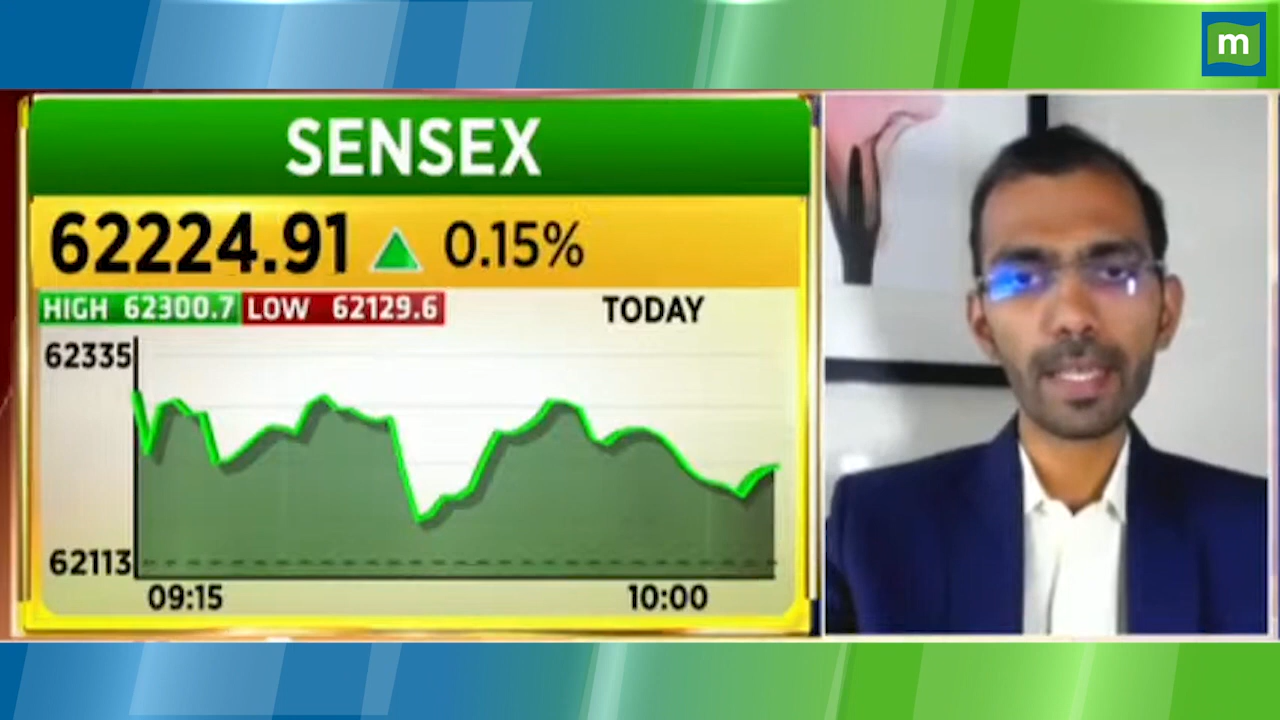 m
SENSEX
62224.91 ▲ 0.15%
HIGH 62300.7 LOW 62129.6 TODAY
62335
62113
09:15 10:00